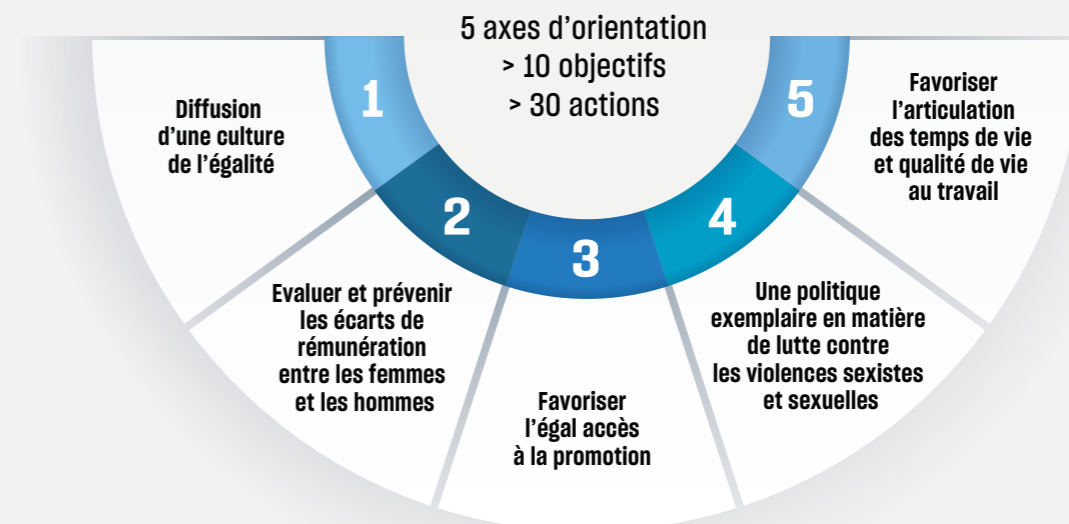 5 axes d’orientation
> 10 objectifs
> 30 actions
1
Diffusion
d’une culture
de l’égalité
2
Evaluer et prévenir
les écarts de
rémunération
entre les femmes
et les hommes
3
Favoriser
l’égal accès
à la promotion
4
Une politique
exemplaire en matière
de lutte contre
les violences sexistes
et sexuelles
5
Favoriser
l’articulation
des temps de vie
et qualité de vie
au travail